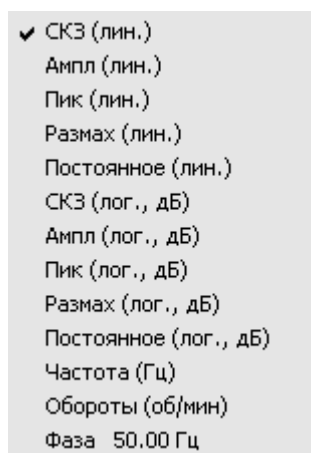 СКЗ (лин.)
Ампл (лин.)
Пик (лин.)
Размах (лин.)
Постоянное (лин.)
СКЗ (лог., дБ)
Ампл (лог., дБ)
Пик (лог., дБ)
Размах (лог., дБ)
Постоянное (лог., дБ)
Частота (Гц)
Обороты (об/мин)
Фаза 50.00 Гц